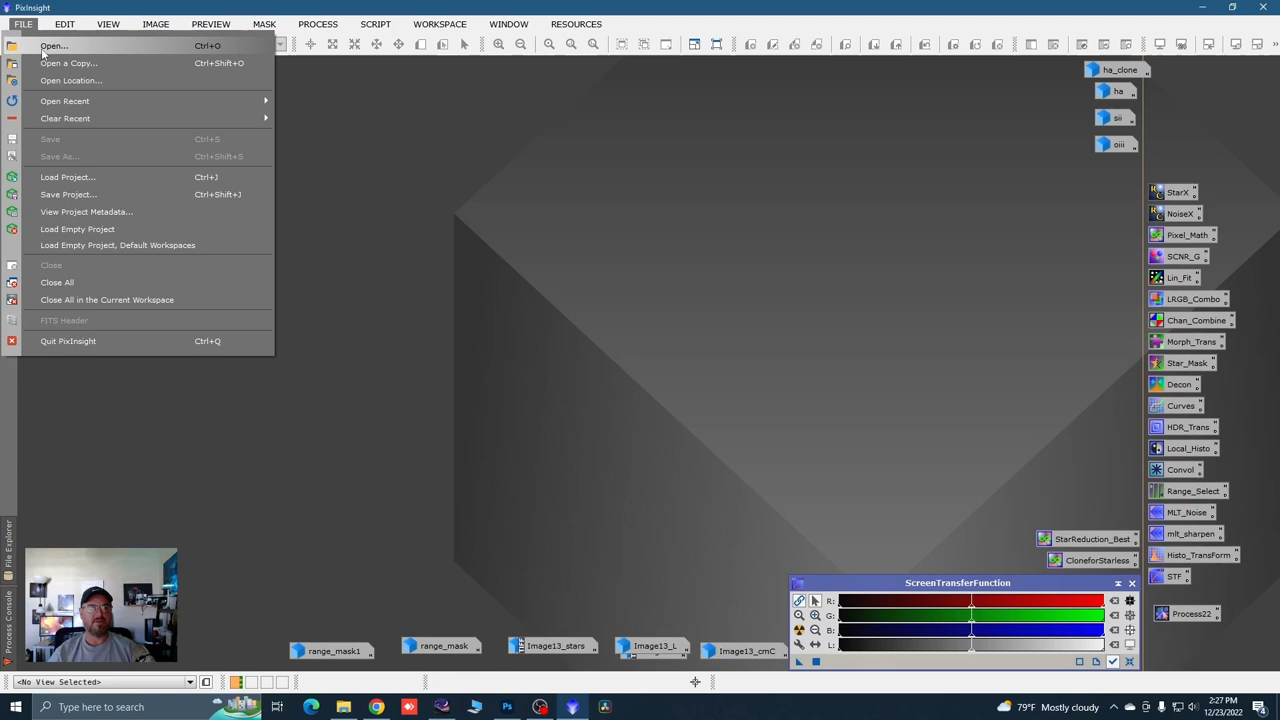 PixInsight
FILE EDIT VIEW IMAGE PREVIEW MASK PROCESS SCRIPT WORKSPACE WINDOW RESOURCES
Open... Ctrl+O
Open a Copy... Ctrl+Shift+O
Open Location...
Open Recent
Clear Recent
Save Ctrl+S
Save As... Ctrl+Shift+S
Load Project... Ctrl+J
Save Project... Ctrl+Shift+J
View Project Metadata...
Load Empty Project
Load Empty Project, Default Workspaces
Close
Close All
Close All in the Current Workspace
FITS Header
Quit PixInsight Ctrl+Q
ha_clone
ha
sii
oiii
StarX
NoiseX
Pixel_Math
SCNR_G
Lin_Fit
LRGB_Combo
Chan_Combine
Morph_Trans
Star_Mask
Decon
Curves
HDR_Trans
Local_Histo
Convol
Range_Select
MLT_Noise
mlt_sharpen
Histo_TransForm
STF
Process22
StarReduction_Best
CloneforStarless
ScreenTransferFunction
R:
G:
B:
L:
File Explorer
Process Console
range_mask1
range_mask
Image13_stars
Image13_L
Image13_cmC
<No View Selected>
Type here to search
79°F Mostly cloudy
2:27 PM
12/23/2022